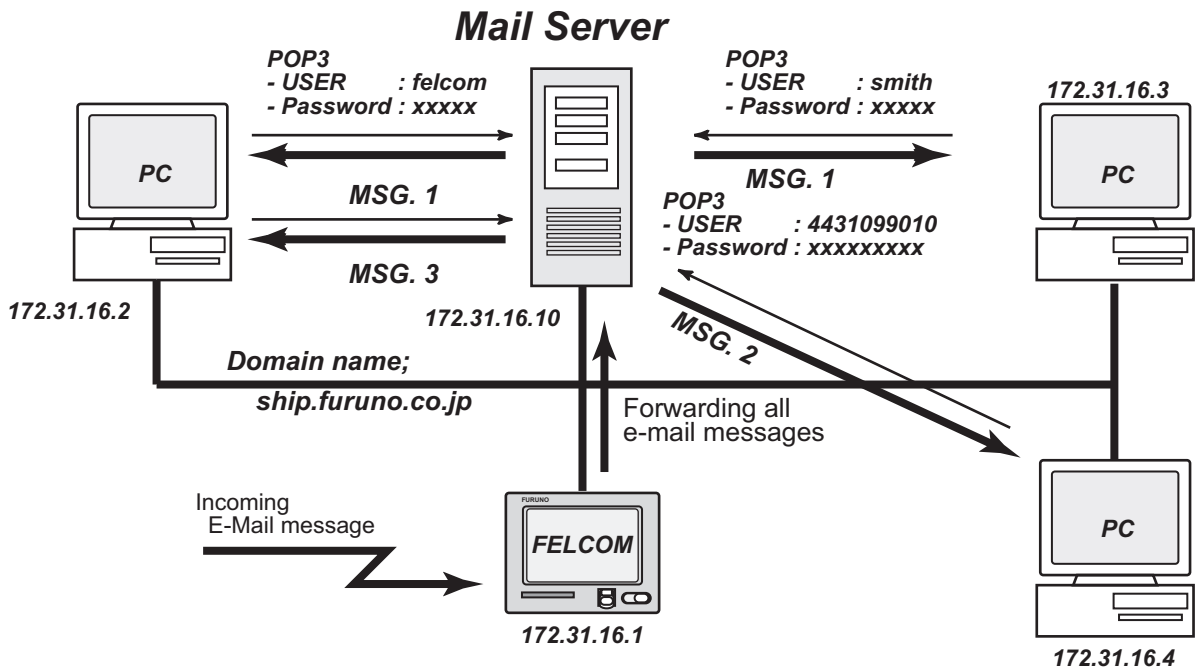 Mail Server
POP3
- USER : felcom
- Password : xxxxx
POP3
- USER : smith
- Password : xxxxx
172.31.16.3
PC
MSG. 1
MSG. 3
172.31.16.2
172.31.16.10
MSG. 1
PC
POP3
- USER : 4431099010
- Password : xxxxxxxxx
MSG. 2
Domain name;
ship.furuno.co.jp
Forwarding all
e-mail messages
Incoming
E-Mail message
FURUNO
FELCOM
172.31.16.1
PC
172.31.16.4